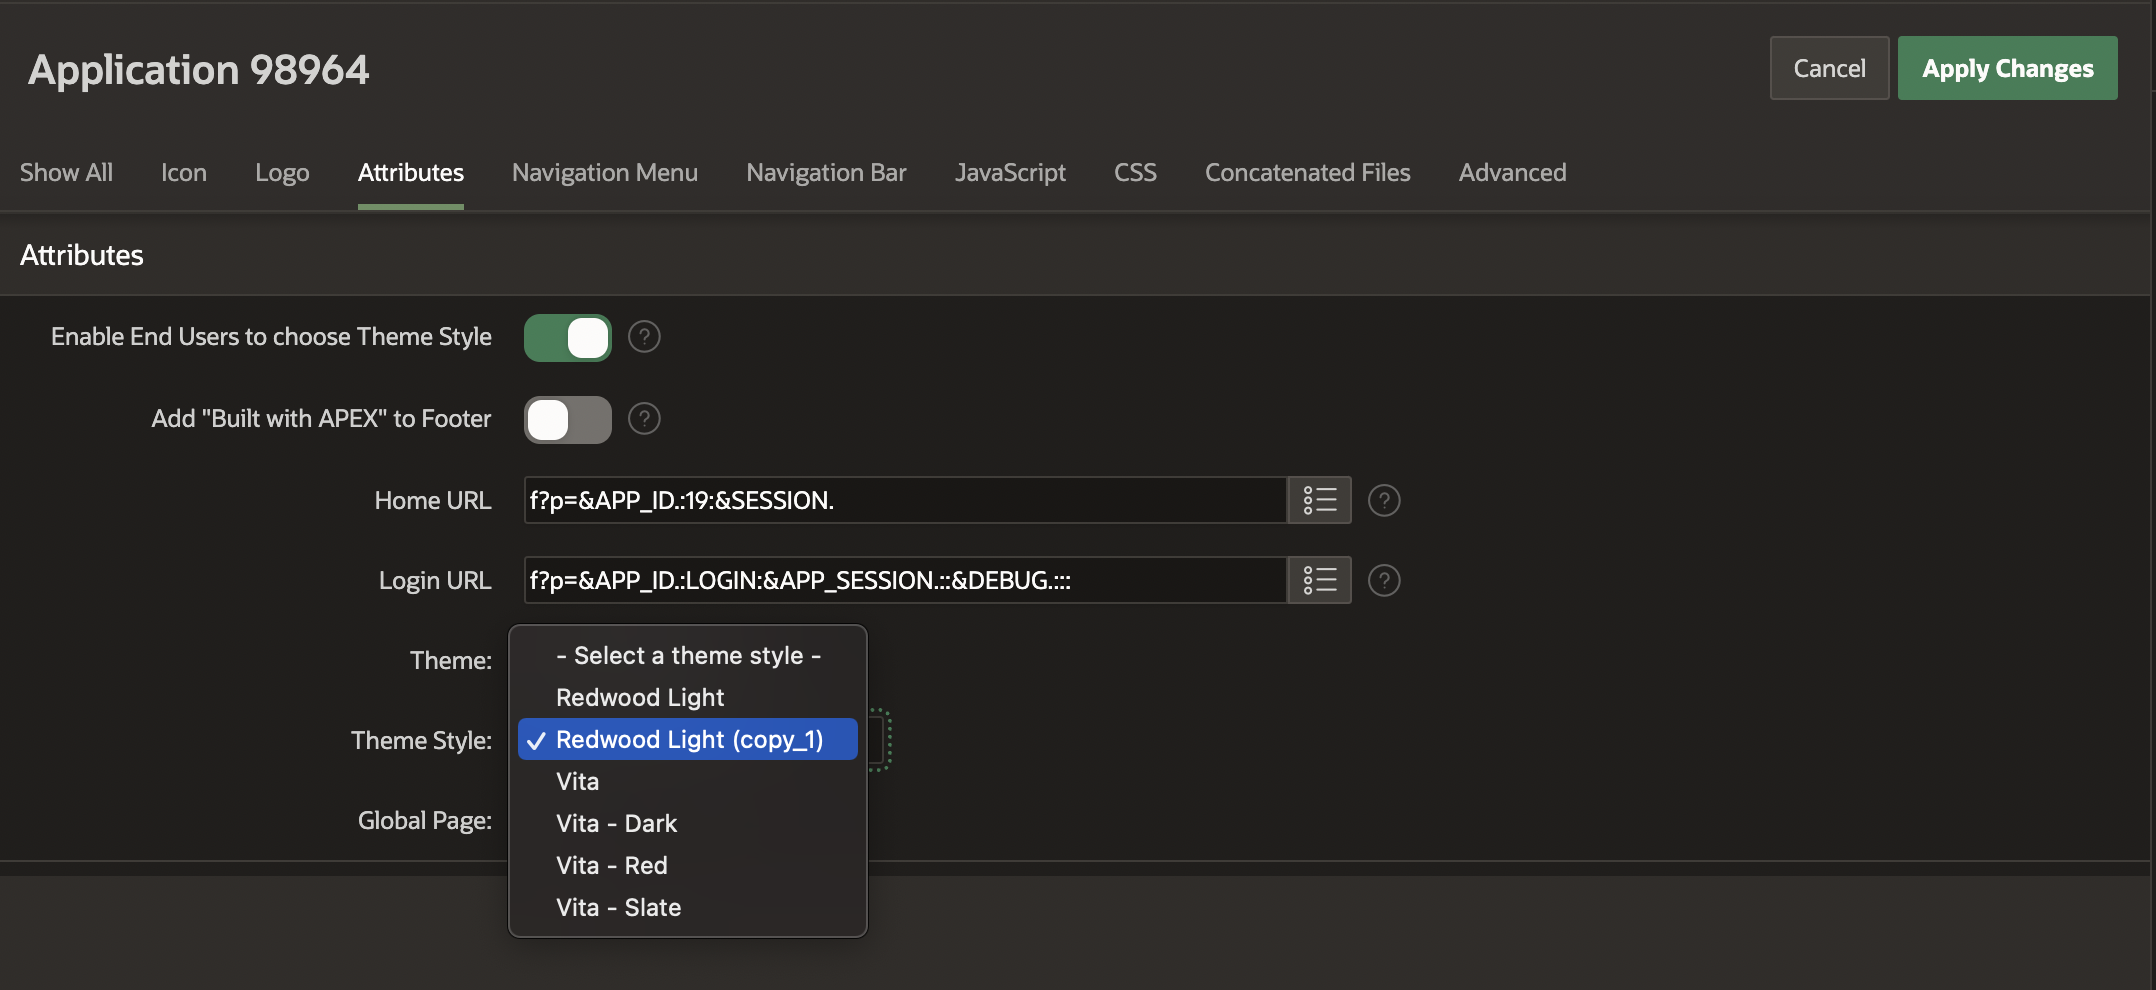 Application 98964
Cancel
Apply Changes
Show All
Icon
Logo
Attributes
Navigation Menu
Navigation Bar
JavaScript
CSS
Concatenated Files
Advanced
Attributes
Enable End Users to choose Theme Style
?
Add "Built with APEX" to Footer
?
Home URL
f?p=&APP_ID.:19:&SESSION.
?
Login URL
f?p=&APP_ID.:LOGIN:&APP_SESSION.::&DEBUG.:::
?
Theme:
Theme Style:
Global Page:
- Select a theme style -
Redwood Light
✓ Redwood Light (copy_1)
Vita
Vita - Dark
Vita - Red
Vita - Slate